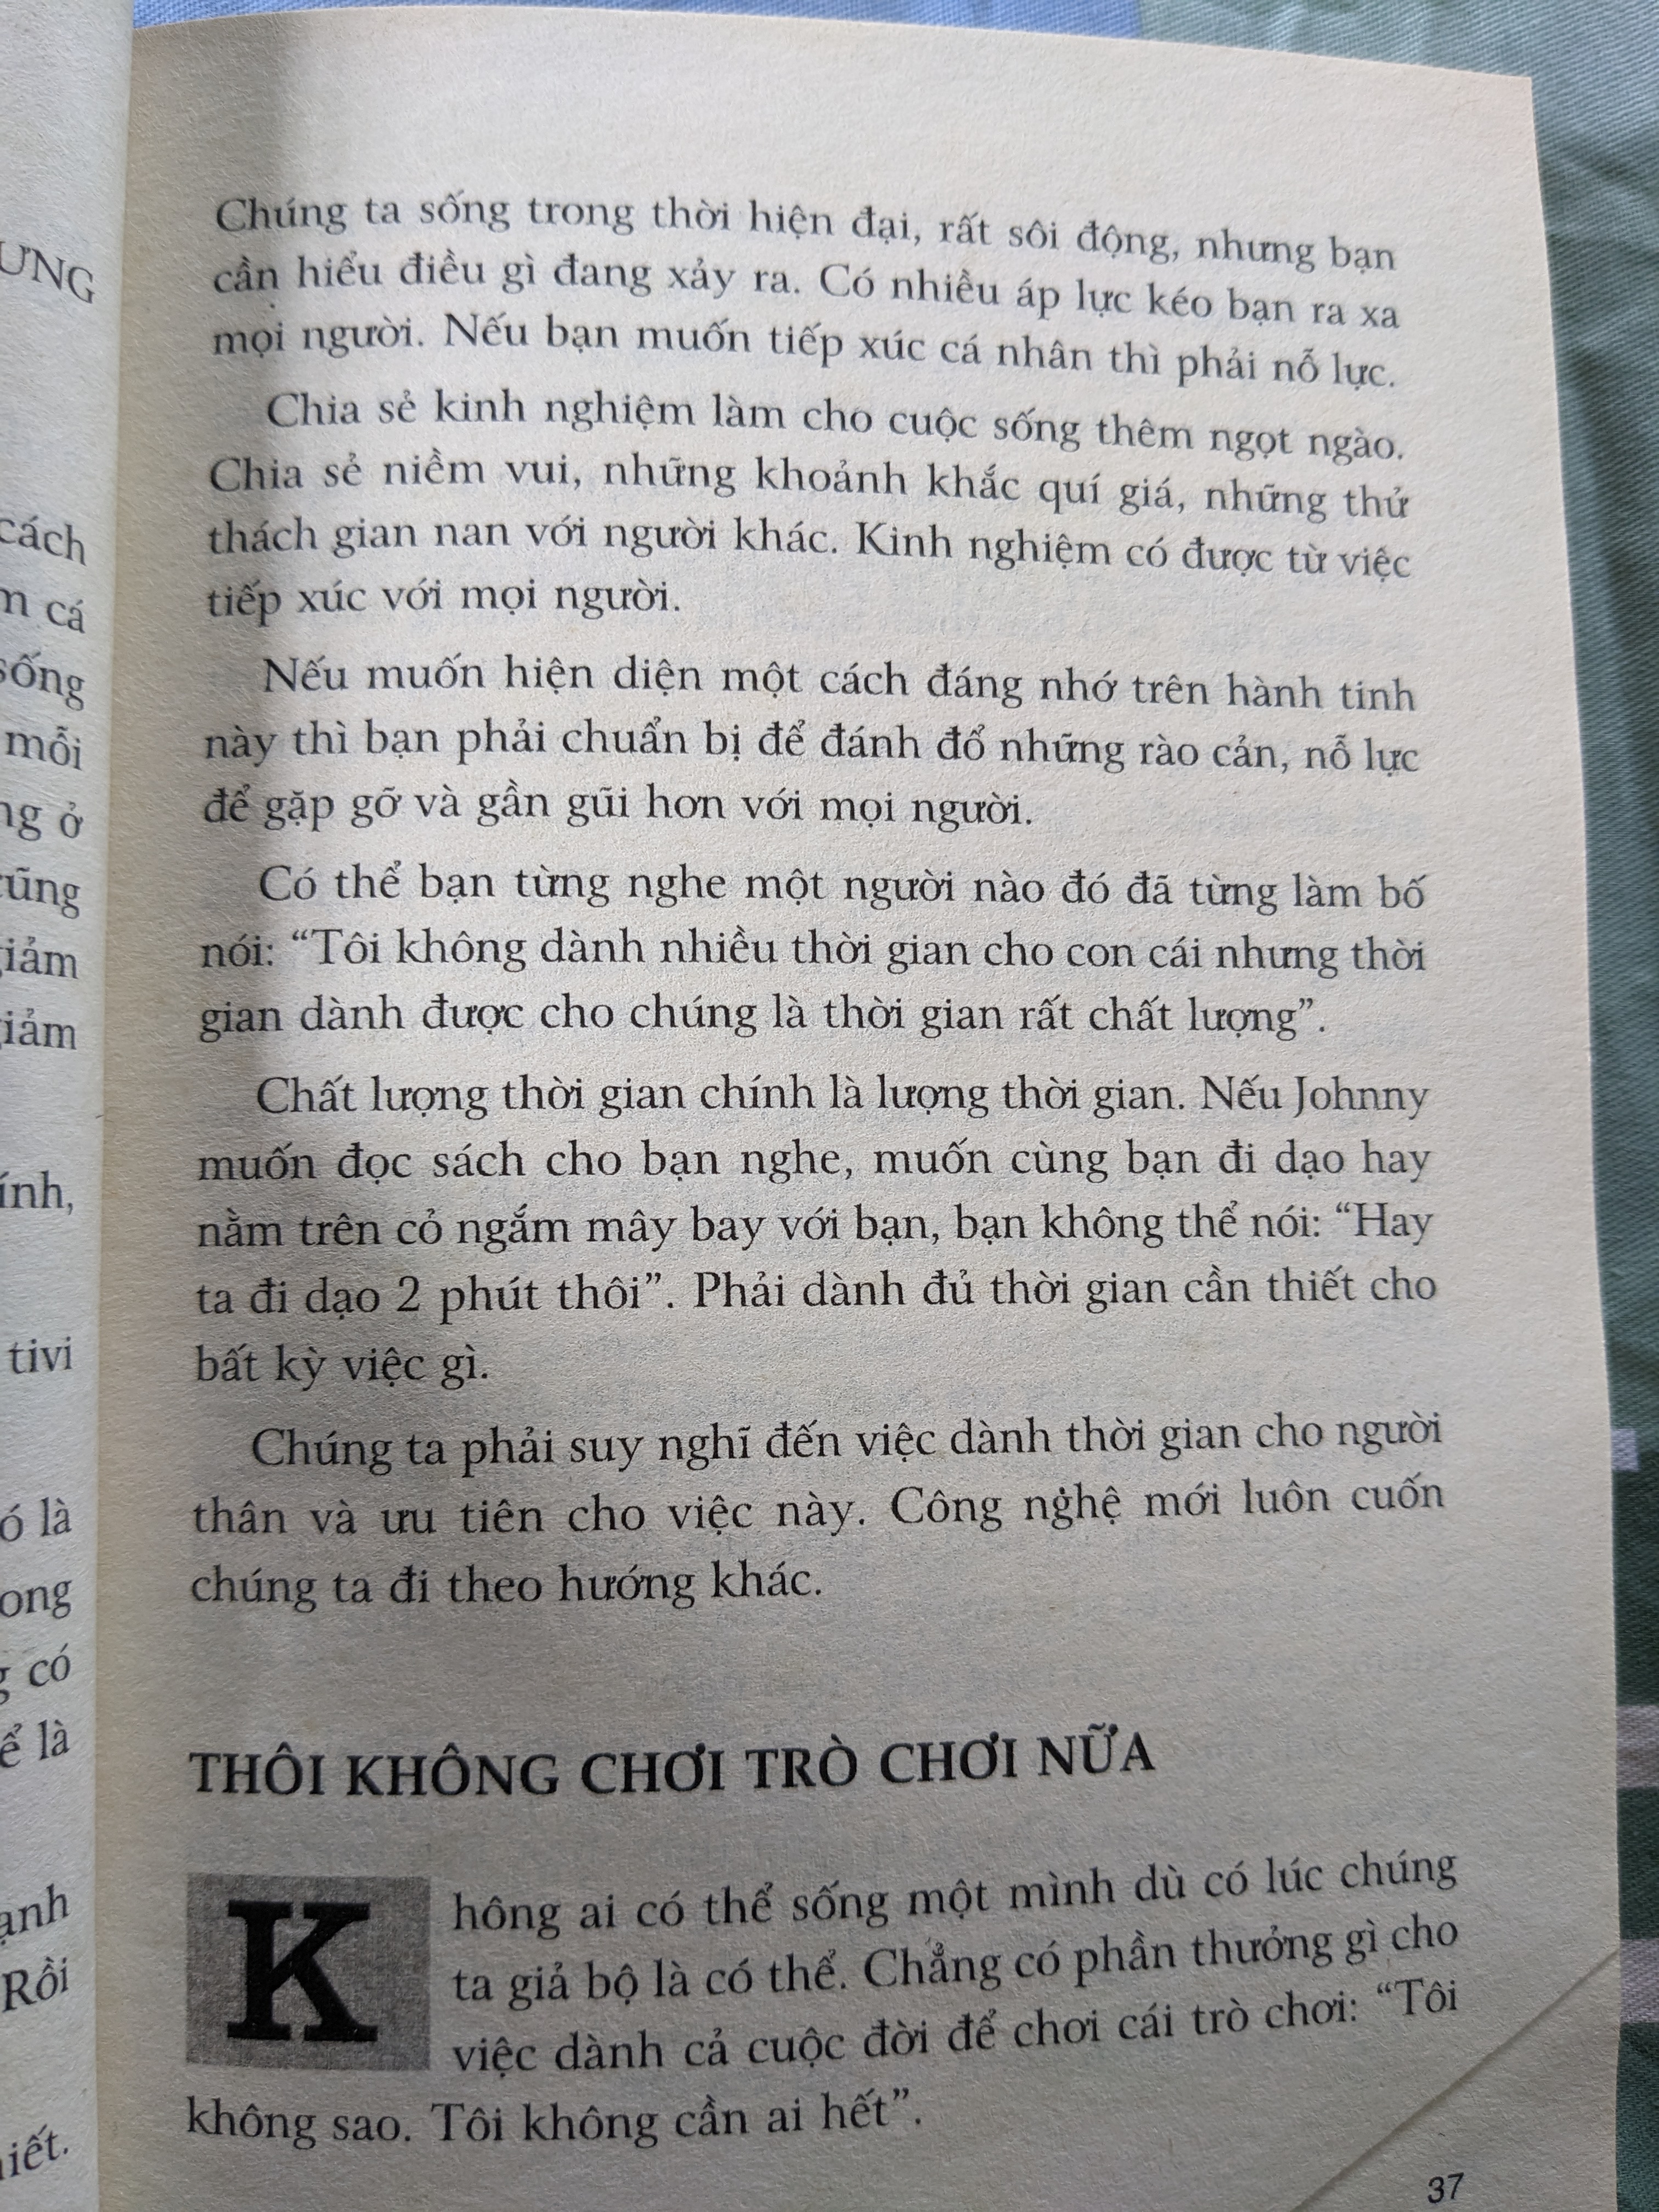 ƯNG
cách
cá
sống
mỗi
ở
cũng
giảm
giảm
tivi
là
có
là
Rồi
Chúng ta sống trong thời hiện đại, rất sôi động, nhưng bạn
cần hiểu điều gì đang xảy ra. Có nhiều áp lực kéo bạn ra xa
mọi người. Nếu bạn muốn tiếp xúc cá nhân thì phải nỗ lực.
Chia sẻ kinh nghiệm làm cho cuộc sống thêm ngọt ngào.
Chia sẻ niềm vui, những khoảnh khắc quí giá, những thử
thách gian nan với người khác. Kinh nghiệm có được từ việc
tiếp xúc với mọi người.
Nếu muốn hiện diện một cách đáng nhớ trên hành tinh
này thì bạn phải chuẩn bị để đánh đổ những rào cản, nỗ lực
để gặp gỡ và gần gũi hơn với mọi người.
Có thể bạn từng nghe một người nào đó đã từng làm bố
nói: “Tôi không dành nhiều thời gian cho con cái nhưng thời
gian dành được cho chúng là thời gian rất chất lượng”.
Chất lượng thời gian chính là lượng thời gian. Nếu Johnny
muốn đọc sách cho bạn nghe, muốn cùng bạn đi dạo hay
nằm trên cỏ ngắm mây bay với bạn, bạn không thể nói: “Hay
ta đi dạo 2 phút thôi”. Phải dành đủ thời gian cần thiết cho
bất kỳ việc gì.
Chúng ta phải suy nghĩ đến việc dành thời gian cho người
thân và ưu tiên cho việc này. Công nghệ mới luôn cuốn
chúng ta đi theo hướng khác.
THÔI KHÔNG CHƠI TRÒ CHƠI NỮA
Không ai có thể sống một mình dù có lúc chúng
ta giả bộ là có thể. Chẳng có phần thưởng gì cho
việc dành cả cuộc đời để chơi cái trò chơi: “Tôi
không sao. Tôi không cần ai hết”.
37